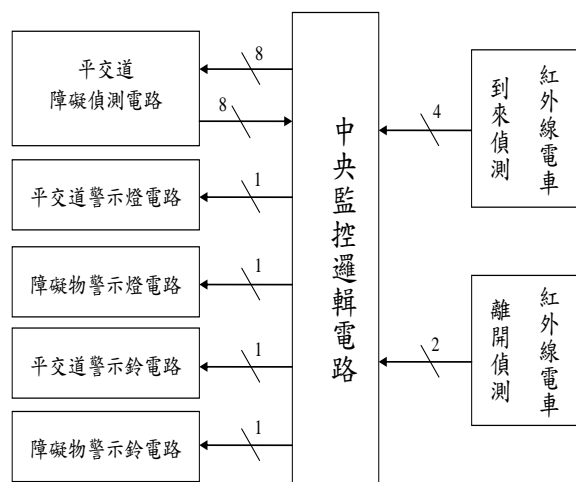 平交道
障礙偵測電路
8
8
平交道警示燈電路
1
障礙物警示燈電路
1
平交道警示鈴電路
1
障礙物警示鈴電路
1
中央監控邏輯電路
4
紅外線電車
到來偵測
2
紅外線電車
離開偵測